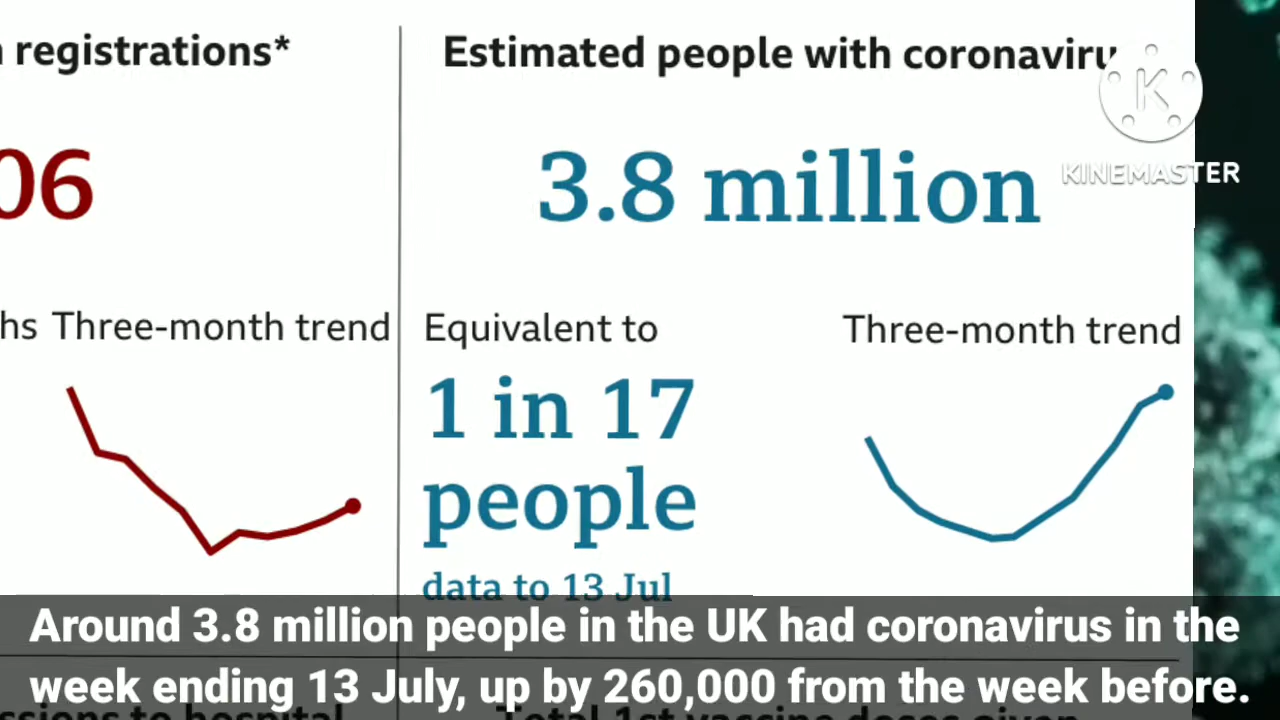 registrations*
Estimated people with coronaviru
06
3.8 million
K
KINEMASTER
hs Three-month trend
Equivalent to
Three-month trend
1 in 17
people
data to 13 Jul
Around 3.8 million people in the UK had coronavirus in the
week ending 13 July, up by 260,000 from the week before.